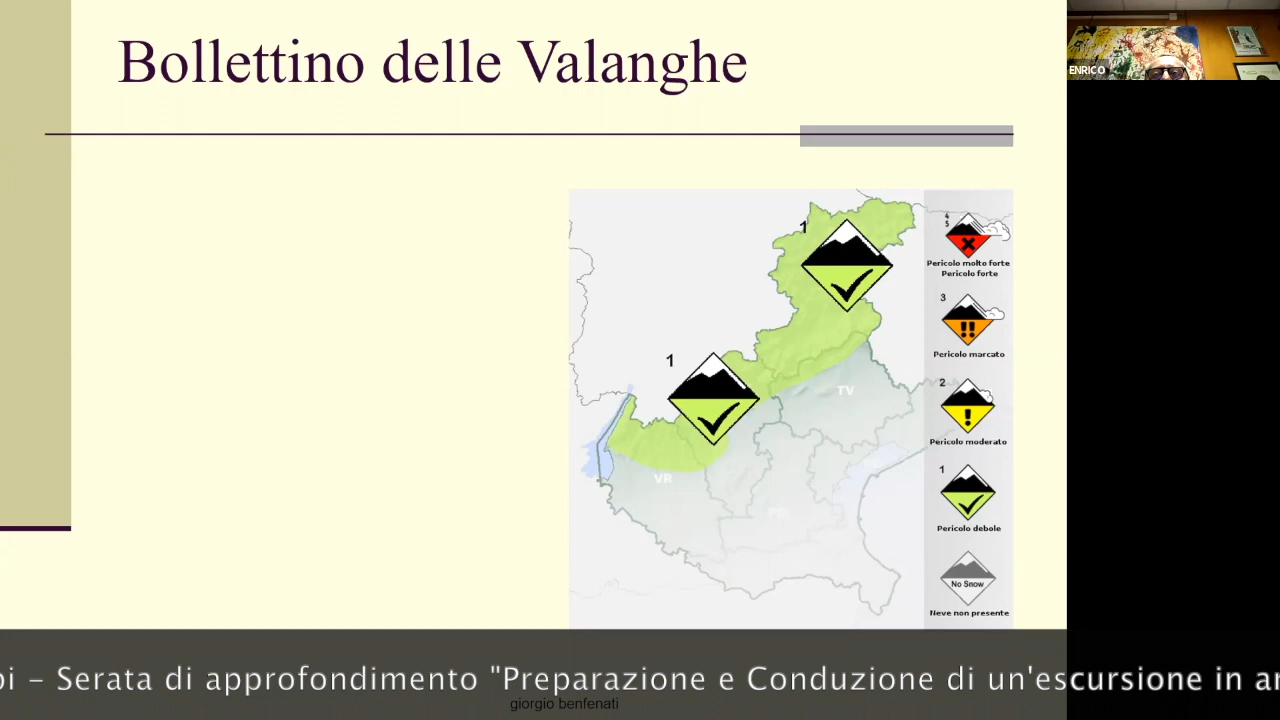 Bollettino delle Valanghe
ENRICO
1
1
TV
VR
4
5
Pericolo molto forte
Pericolo forte
3
!!
Pericolo marcato
2
!
Pericolo moderato
1
Pericolo debole
No Snow
Neve non presente
pi - Serata di approfondimento "Preparazione e Conduzione di un'escursione in a
giorgio benfenati